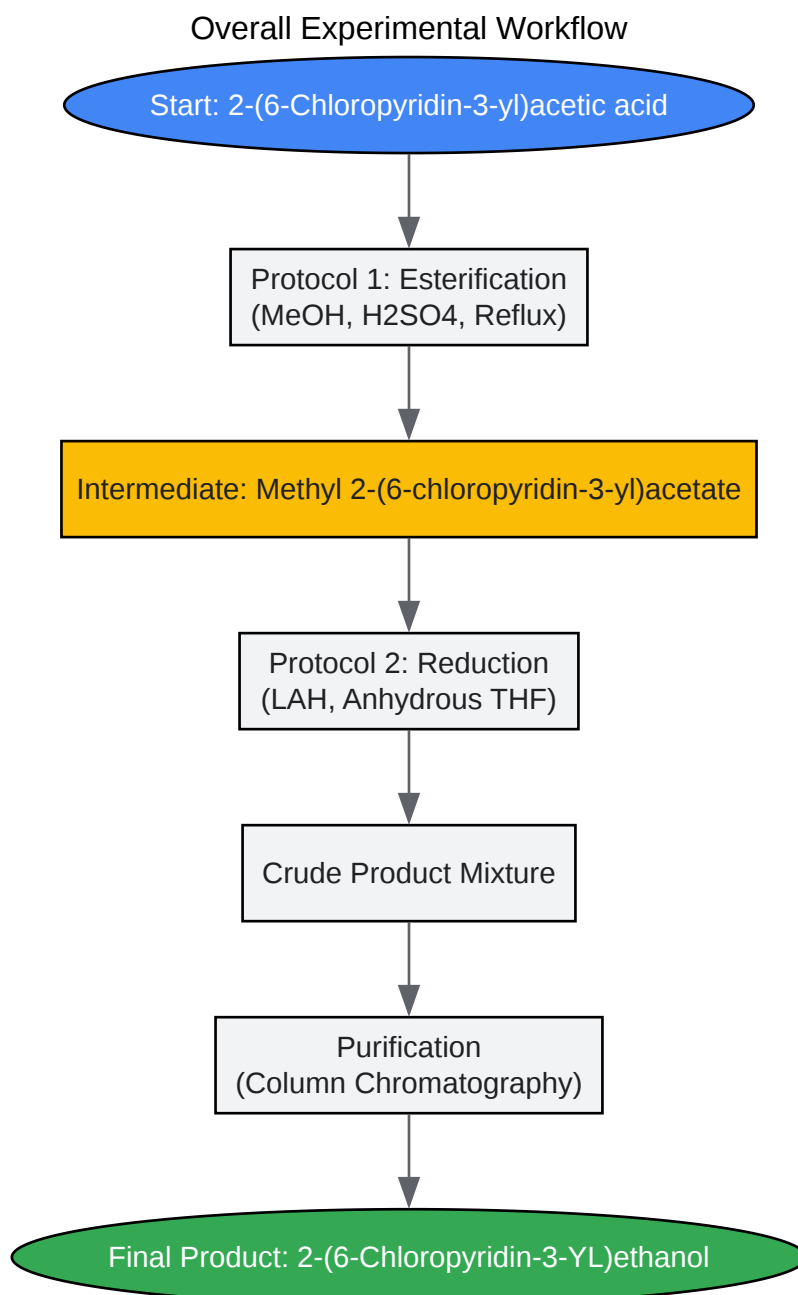 Overall Experimental Workflow
Start: 2-(6-Chloropyridin-3-yl)acetic acid
Protocol 1: Esterification
(MeOH, H2SO4, Reflux)
Intermediate: Methyl 2-(6-chloropyridin-3-yl)acetate
Protocol 2: Reduction
(LAH, Anhydrous THF)
Crude Product Mixture
Purification
(Column Chromatography)
Final Product: 2-(6-Chloropyridin-3-YL)ethanol